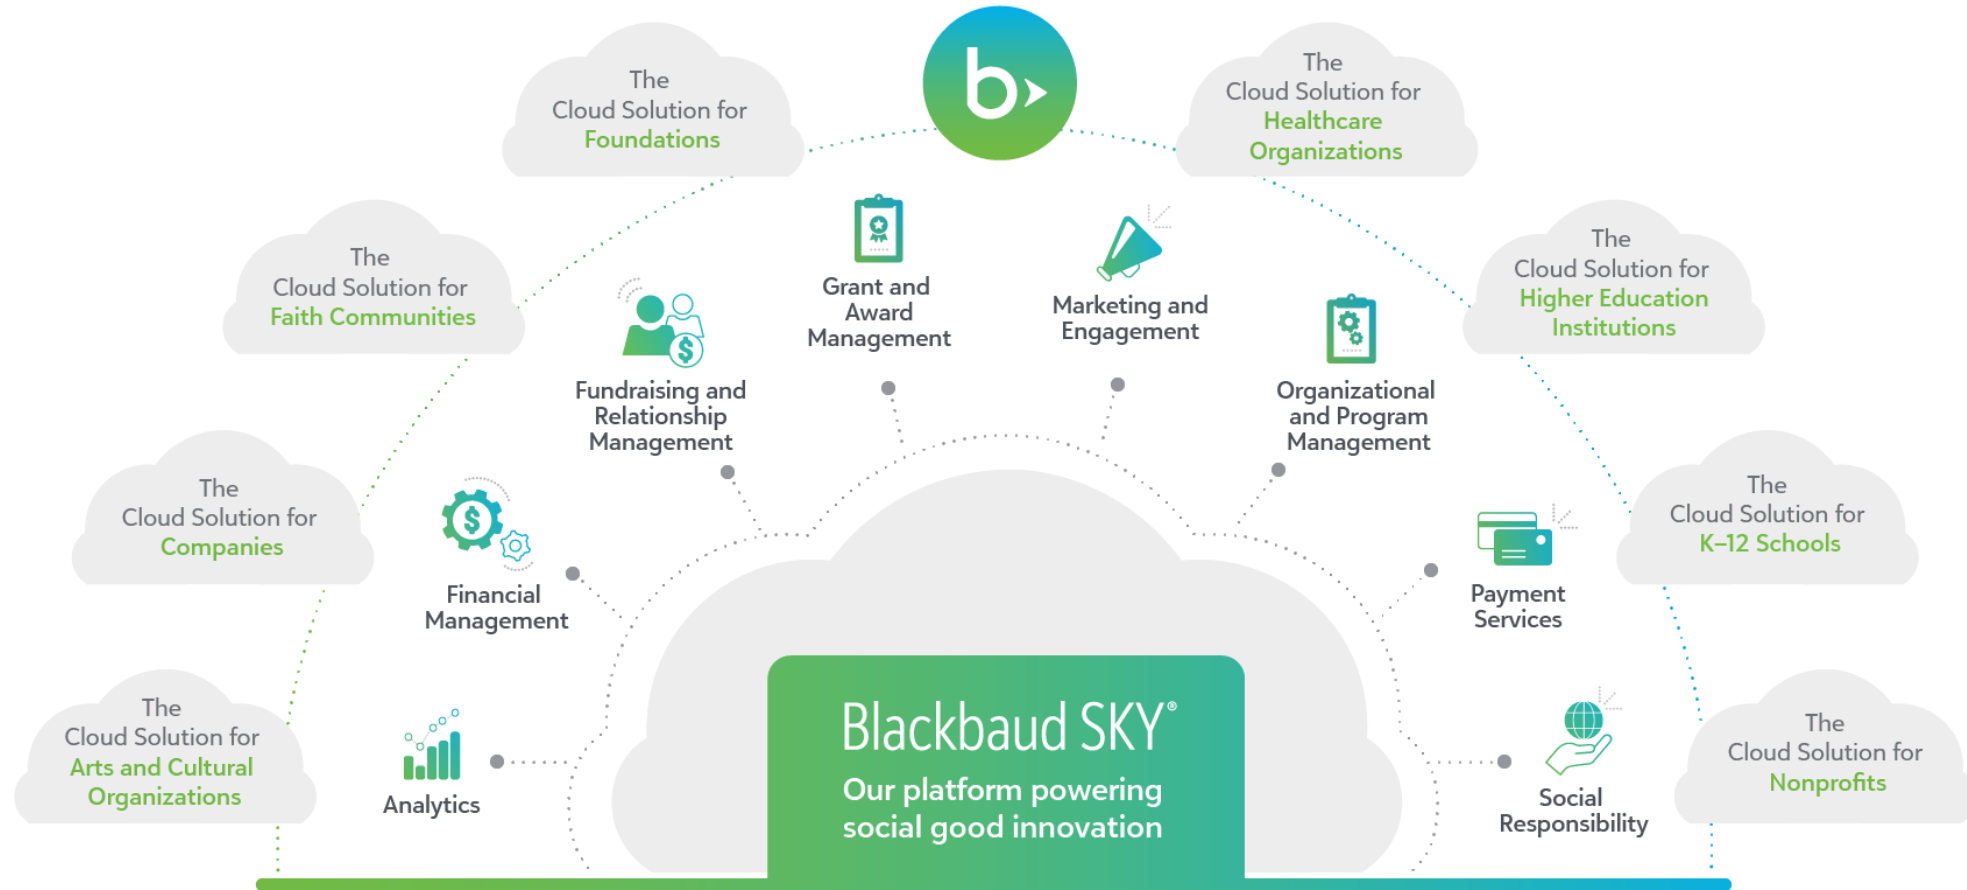 The
Cloud Solution for
Foundations
b
The
Cloud Solution for
Healthcare
Organizations
The
Cloud Solution for
Faith Communities
The
Cloud Solution for
Higher Education
Institutions
Grant and
Award
Management
Marketing and
Engagement
$
Fundraising and
Relationship
Management
Organizational
and Program
Management
The
Cloud Solution for
Companies
The
Cloud Solution for
K–12 Schools
$
Financial
Management
Payment
Services
The
Cloud Solution for
Arts and Cultural
Organizations
Analytics
Blackbaud SKY®
Our platform powering
social good innovation
Social
Responsibility
The
Cloud Solution for
Nonprofits